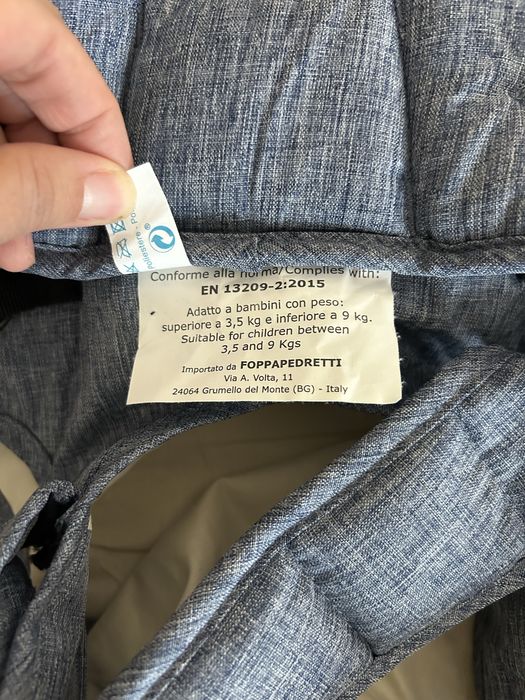 Poliestere - Po
®
Conforme alla norma/Complies with:
EN 13209-2:2015
Adatto a bambini con peso:
superiore a 3,5 kg e inferiore a 9 kg.
Suitable for children between
3,5 and 9 Kgs
Importato da FOPPAPEDRETTI
Via A. Volta, 11
24064 Grumello del Monte (BG) - Italy